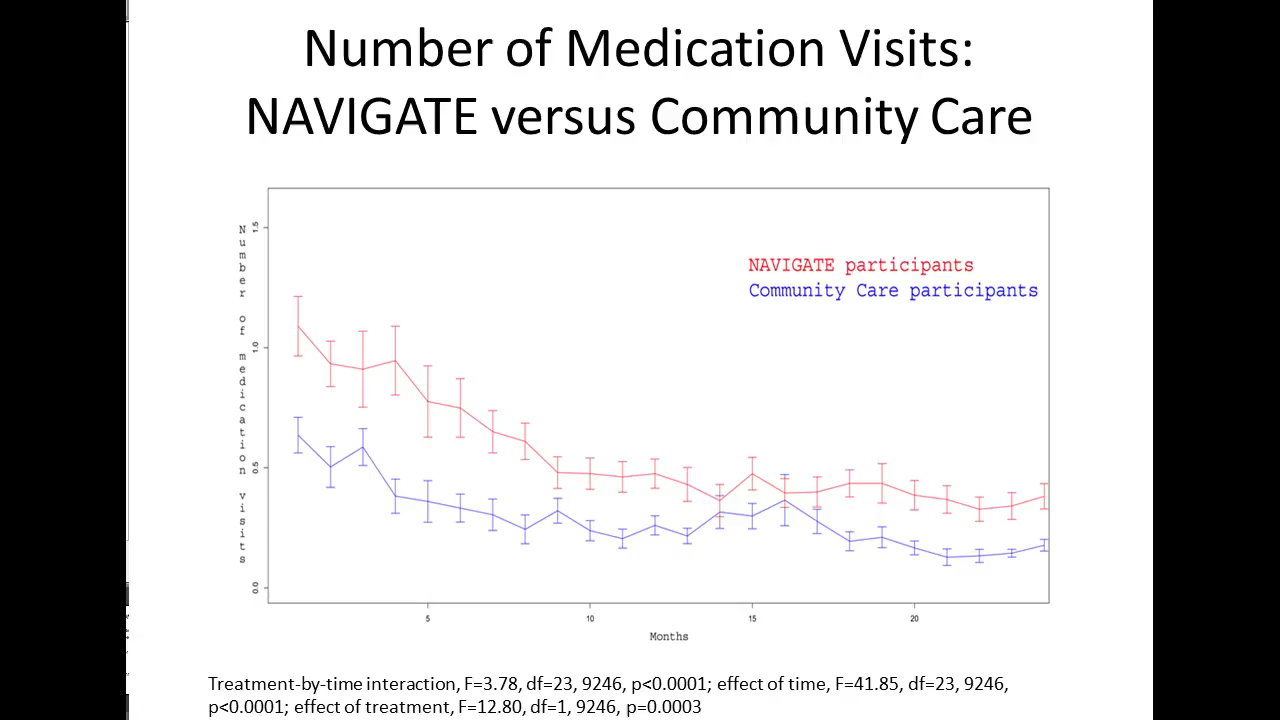 Number of Medication Visits:
NAVIGATE versus Community Care
Number of medication visits
1.5
1.0
0.5
0.0
NAVIGATE participants
Community Care participants
5
10
15
20
Months
Treatment-by-time interaction, F=3.78, df=23, 9246, p<0.0001; effect of time, F=41.85, df=23, 9246,
p<0.0001; effect of treatment, F=12.80, df=1, 9246, p=0.0003